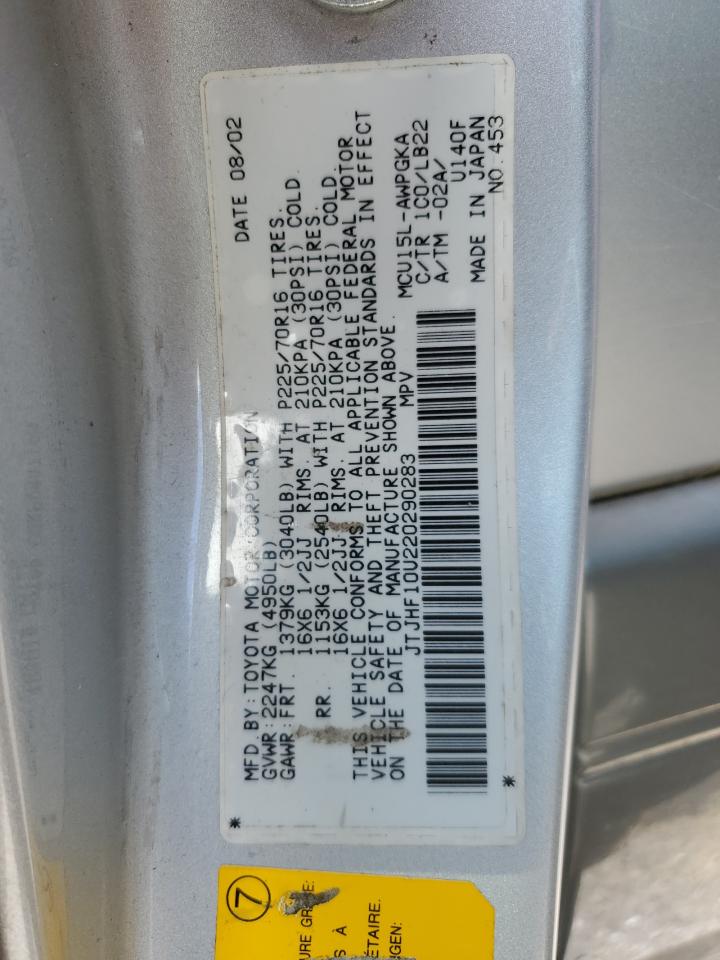 DATE 08/02
MFD. BY: TOYOTA MOTOR CORPORATION
GVWR: 2247KG (4950LB)
GAWR: FRT. 1379KG (3040LB) WITH P225/70R16 TIRES.
16X6 1/2JJ RIMS. AT 210KPA (30PSI) COLD.
RR. 1153KG (2540LB) WITH P225/70R16 TIRES.
16X6 1/2JJ RIMS. AT 210KPA (30PSI) COLD.
THIS VEHICLE CONFORMS TO ALL APPLICABLE FEDERAL MOTOR
VEHICLE SAFETY AND THEFT PREVENTION STANDARDS IN EFFECT
ON THE DATE OF MANUFACTURE SHOWN ABOVE.
JTJHF10U220290283 MPV
MCU15L-AWPGKA
C/TR 1C0/LB22
A/TM -02A/
U140F
MADE IN JAPAN
NO. 453
7
URE GR
S À
ÉTAIRE.
NGEN: